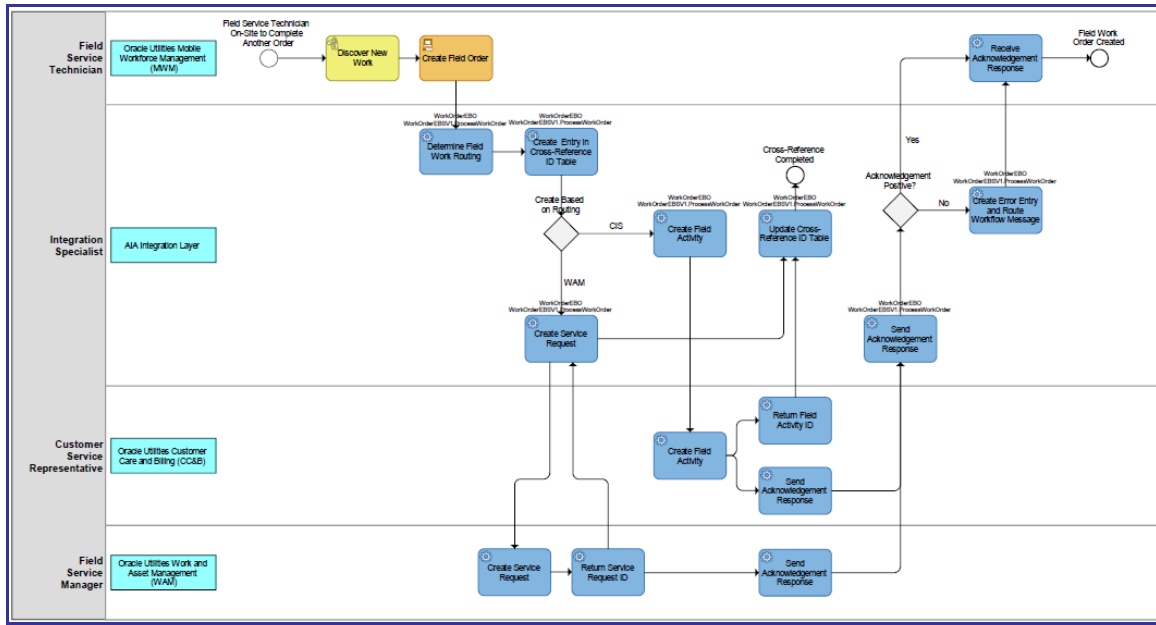 Field
Service
Technician
Oracle Utilities Mobile
Workforce Management
(MWM)
Field Service Technician
On-Site to Complete
Another Order
Discover New
Work
Create Field Order
Receive
Acknowledgement
Response
Field Work
Order Created
Integration
Specialist
AIA Integration Layer
WorkOrderEBO
WorkOrderEBSV1.ProcessWorkOrder
Determine Field
Work Routing
WorkOrderEBO
WorkOrderEBSV1.ProcessWorkOrder
Create Entry in
Cross-Reference
ID Table
Create Based
on Routing
CIS
WAM
WorkOrderEBO
WorkOrderEBSV1.ProcessWorkOrder
Create Field
Activity
Cross-Reference
Completed
WorkOrderEBO
WorkOrderEBSV1.ProcessWorkOrder
Update Cross-
Reference ID Table
Yes
Acknowledgement
Positive?
No
WorkOrderEBO
WorkOrderEBSV1.ProcessWorkOrder
Create Error Entry
and Route
Workflow Message
WorkOrderEBO
WorkOrderEBSV1.ProcessWorkOrder
Create Service
Request
WorkOrderEBO
WorkOrderEBSV1.ProcessWorkOrder
Send
Acknowledgement
Response
Customer
Service
Representative
Oracle Utilities Customer
Care and Billing (CC&B)
Create Field
Activity
Return Field
Activity ID
Send
Acknowledgement
Response
Field
Service
Manager
Oracle Utilities Work and
Asset Management
(WAM)
Create Service
Request
Return Service
Request ID
Send
Acknowledgement
Response